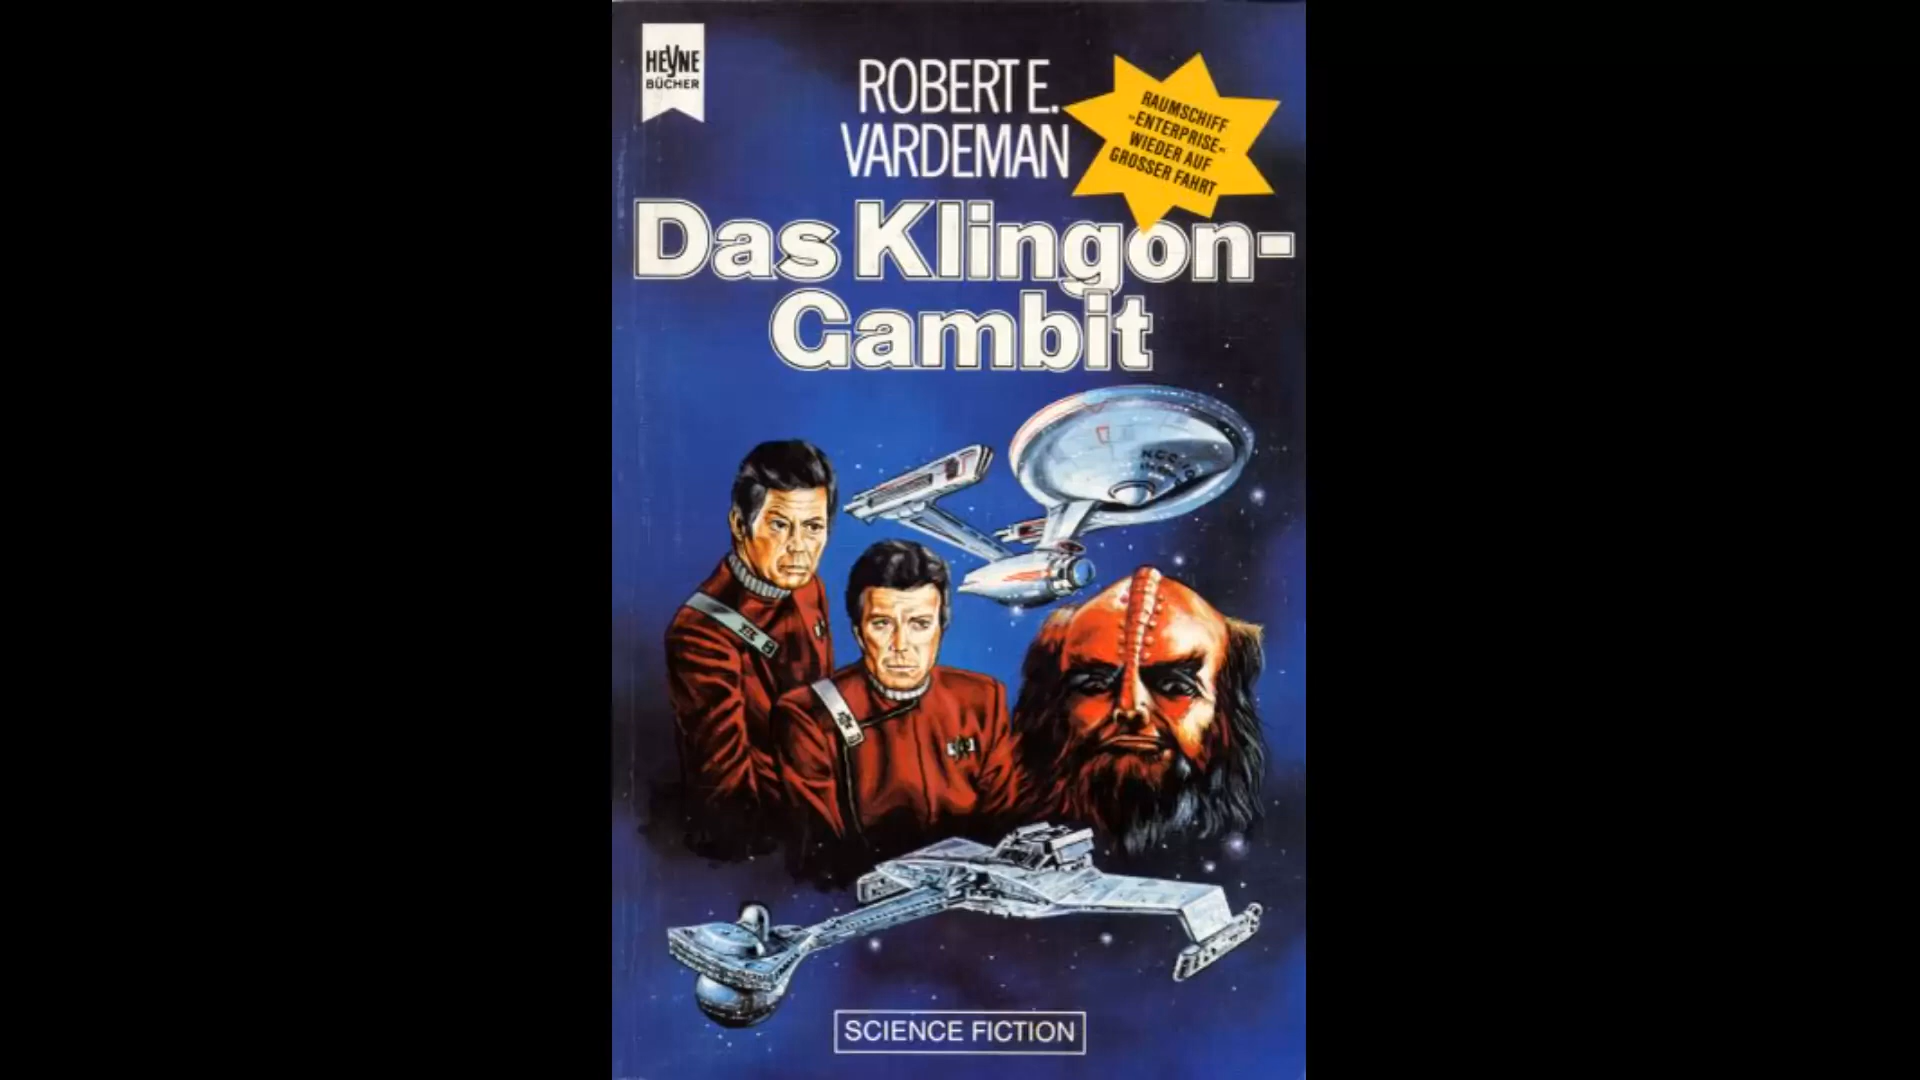 HEYNE
BÜCHER
ROBERT E.
VARDEMAN
RAUMSCHIFF
»ENTERPRISE«
WIEDER AUF
GROSSER FAHRT
Das Klingon-
Gambit
SCIENCE FICTION